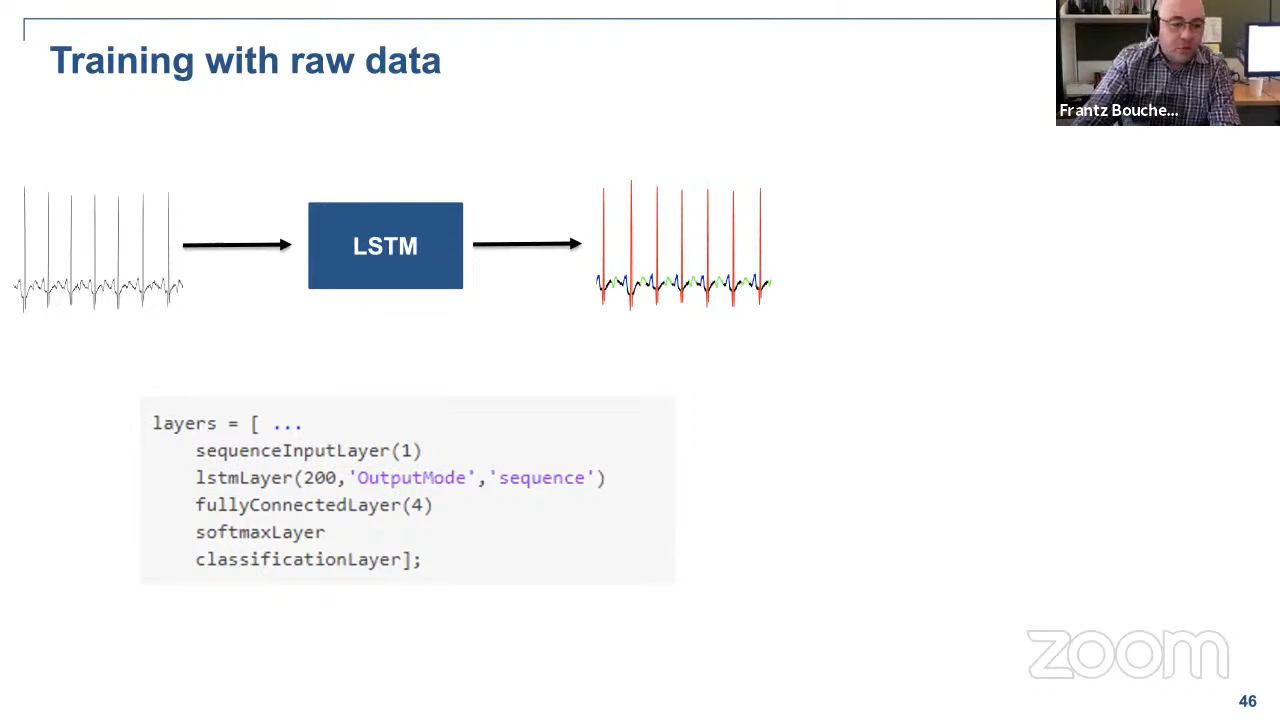 Training with raw data
Frantz Bouche...
LSTM
layers = [ ...
sequenceInputLayer(1)
lstmLayer(200,'OutputMode','sequence')
fullyConnectedLayer(4)
softmaxLayer
classificationLayer];
zoom
46